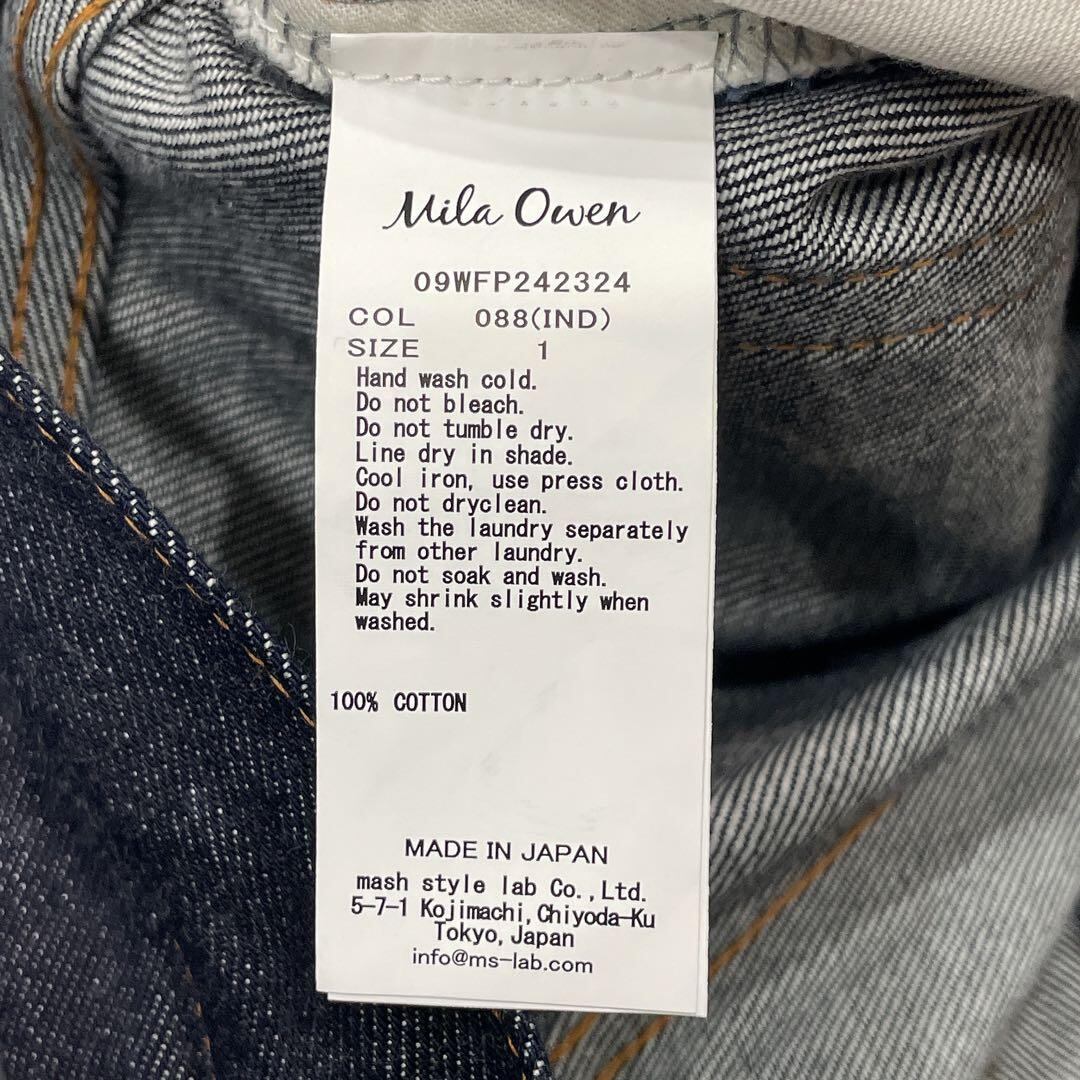 Mila Owen
09WFP242324
COL 088(IND)
SIZE 1
Hand wash cold.
Do not bleach.
Do not tumble dry.
Line dry in shade.
Cool iron, use press cloth.
Do not dryclean.
Wash the laundry separately
from other laundry.
Do not soak and wash.
May shrink slightly when
washed.
100% COTTON
MADE IN JAPAN
mash style lab Co.,Ltd.
5-7-1 Kojimachi,Chiyoda-Ku
Tokyo,Japan
info@ms-lab.com